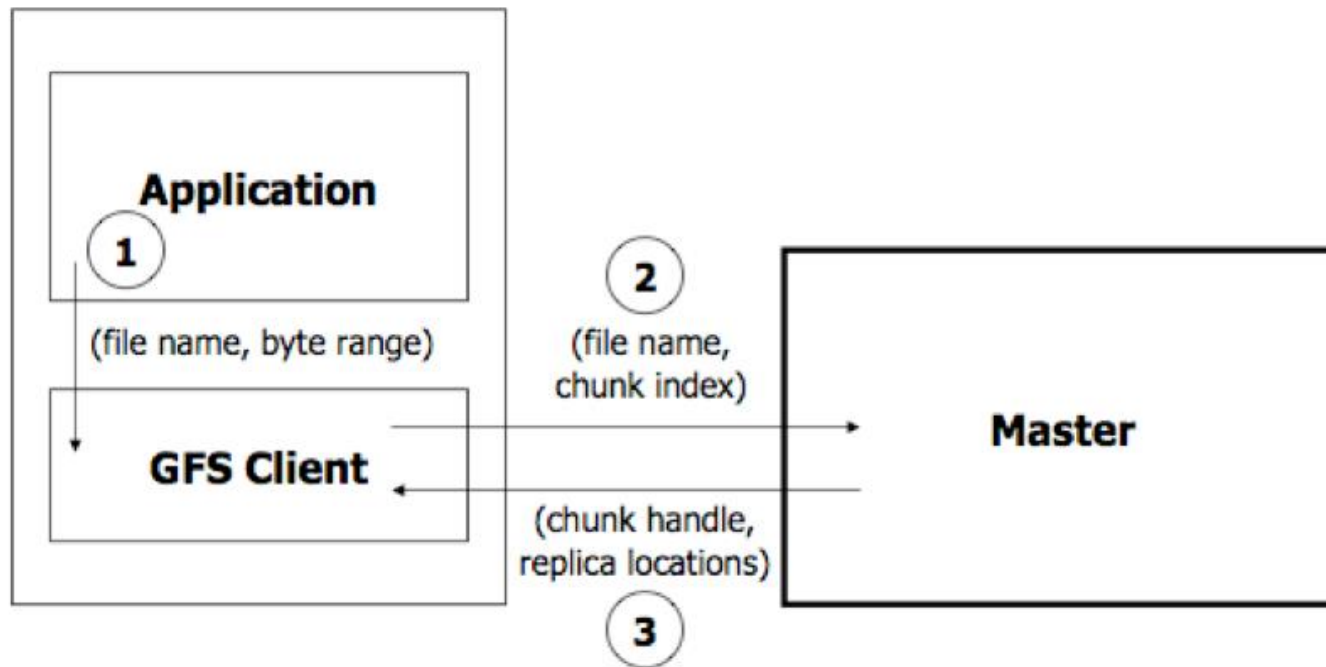 Application
1
(file name, byte range)
GFS Client
2
(file name,
chunk index)
Master
(chunk handle,
replica locations)
3